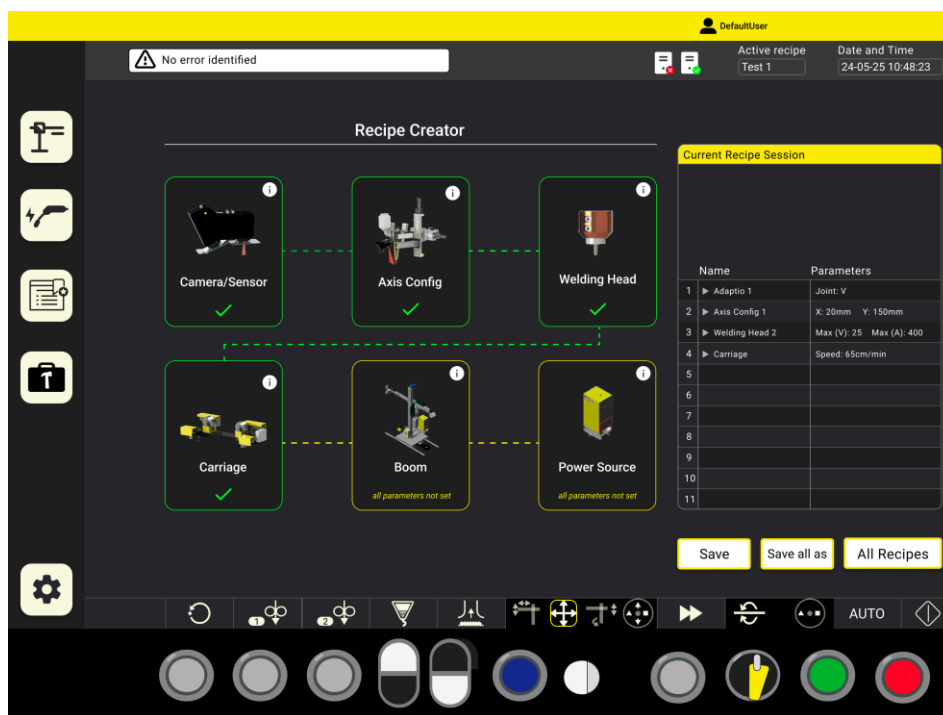 DefaultUser
No error identified
Active recipe
Test 1
Date and Time
24-05-25 10:48:23
Recipe Creator
Camera/Sensor
Axis Config
Welding Head
Carriage
Boom
all parameters not set
Power Source
all parameters not set
Current Recipe Session
Name Parameters
1 Adaptio 1 Joint: V
2 Axis Config 1 X: 20mm Y: 150mm
3 Welding Head 2 Max (V): 25 Max (A): 400
4 Carriage Speed: 65cm/min
5
6
7
8
9
10
11
Save
Save all as
All Recipes
1
2
AUTO